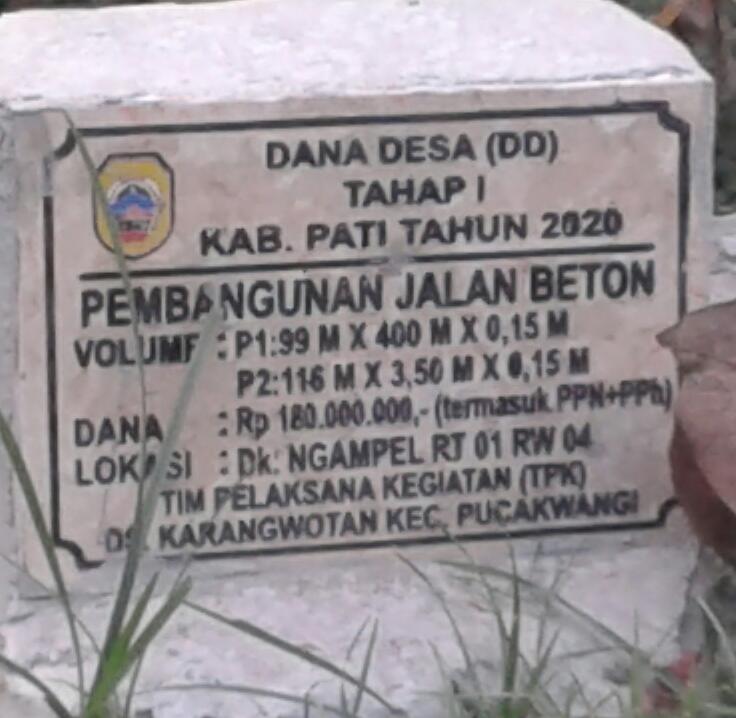 DANA DESA (DD)
TAHAP I
KAB. PATI TAHUN 2020
PEMBANGUNAN JALAN BETON
VOLUME : P1:99 M X 400 M X 0,15 M
P2:116 M X 3,50 M X 0,15 M
DANA : Rp 180.000.000,- (termasuk PPN+PPh)
LOKASI : Dk. NGAMPEL RT 01 RW 04
TIM PELAKSANA KEGIATAN (TPK)
DS. KARANGWOTAN KEC. PUCAKWANGI